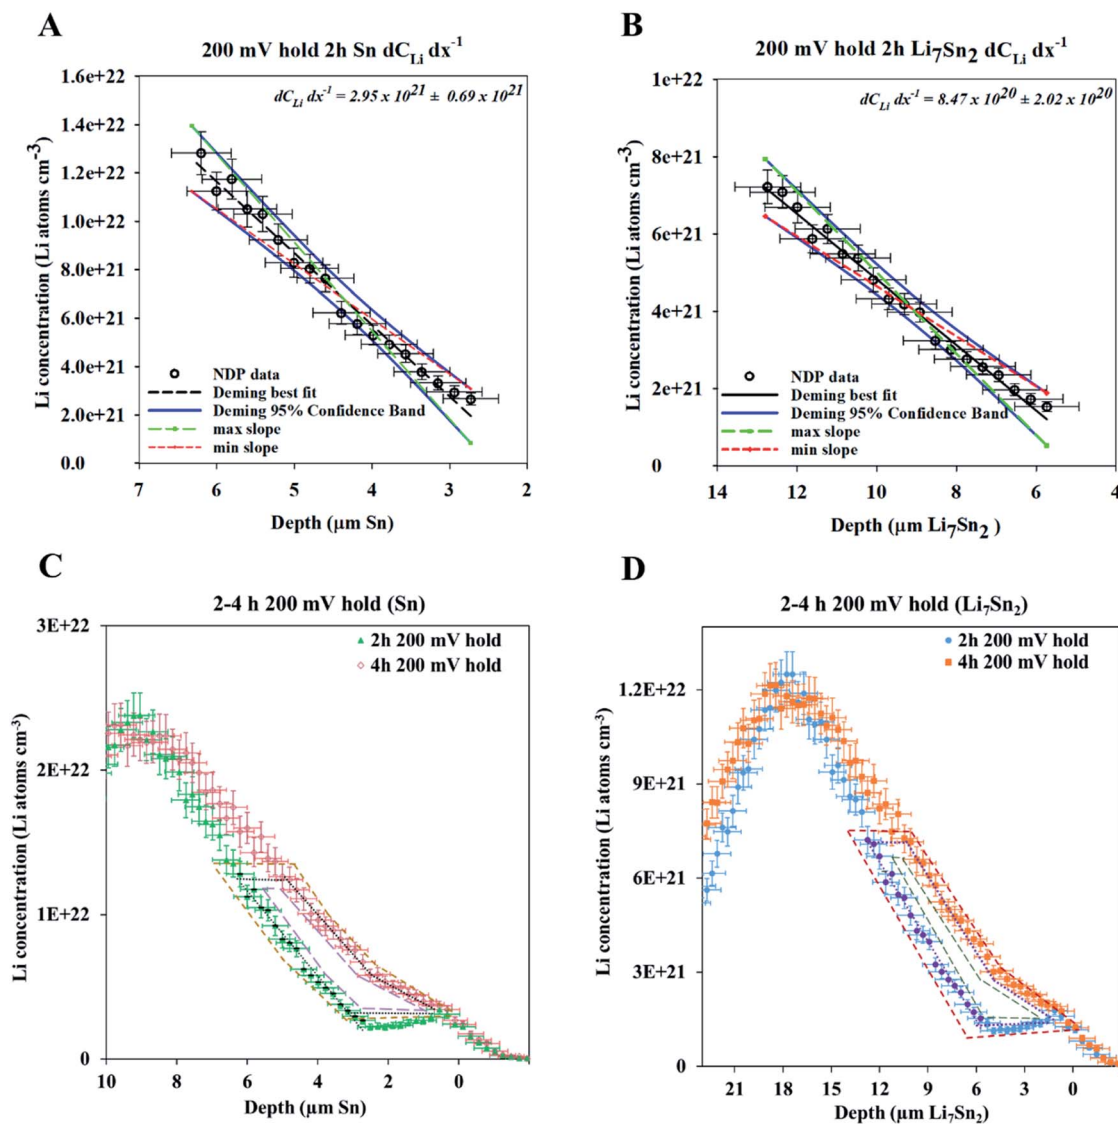 A
200 mV hold 2h Sn dC_Li dx⁻¹
dC_Li dx⁻¹ = 2.95 x 10²¹ ± 0.69 x 10²¹
Li concentration (Li atoms cm⁻³)
1.6e+22
1.4e+22
1.2e+22
1.0e+22
8.0e+21
6.0e+21
4.0e+21
2.0e+21
0.0
NDP data
Deming best fit
Deming 95% Confidence Band
max slope
min slope
7 6 5 4 3 2
Depth (µm Sn)
B
200 mV hold 2h Li₇Sn₂ dC_Li dx⁻¹
dC_Li dx⁻¹ = 8.47 x 10²⁰ ± 2.02 x 10²⁰
Li concentration (Li atoms cm⁻³)
1e+22
8e+21
6e+21
4e+21
2e+21
0
NDP data
Deming best fit
Deming 95% Confidence Band
max slope
min slope
14 12 10 8 6 4
Depth (µm Li₇Sn₂ )
C
2-4 h 200 mV hold (Sn)
2h 200 mV hold
4h 200 mV hold
Li concentration (Li atoms cm⁻³)
3E+22
2E+22
1E+22
0
10 8 6 4 2 0
Depth (µm Sn)
D
2-4 h 200 mV hold (Li₇Sn₂)
2h 200 mV hold
4h 200 mV hold
Li concentration (Li atoms cm⁻³)
1.2E+22
9E+21
6E+21
3E+21
0
21 18 15 12 9 6 3 0
Depth (µm Li₇Sn₂)